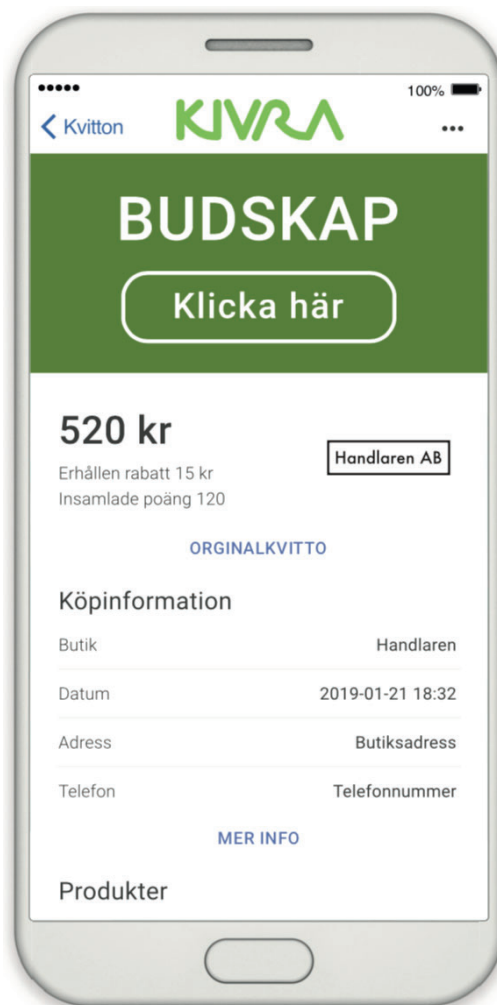 100%
Kvitton
KIVRA
BUDSKAP
Klicka här
520 kr
Handlaren AB
Erhållen rabatt 15 kr
Insamlade poäng 120
ORGINALKVITTO
Köpinformation
Butik Handlaren
Datum 2019-01-21 18:32
Adress Butiksadress
Telefon Telefonnummer
MER INFO
Produkter